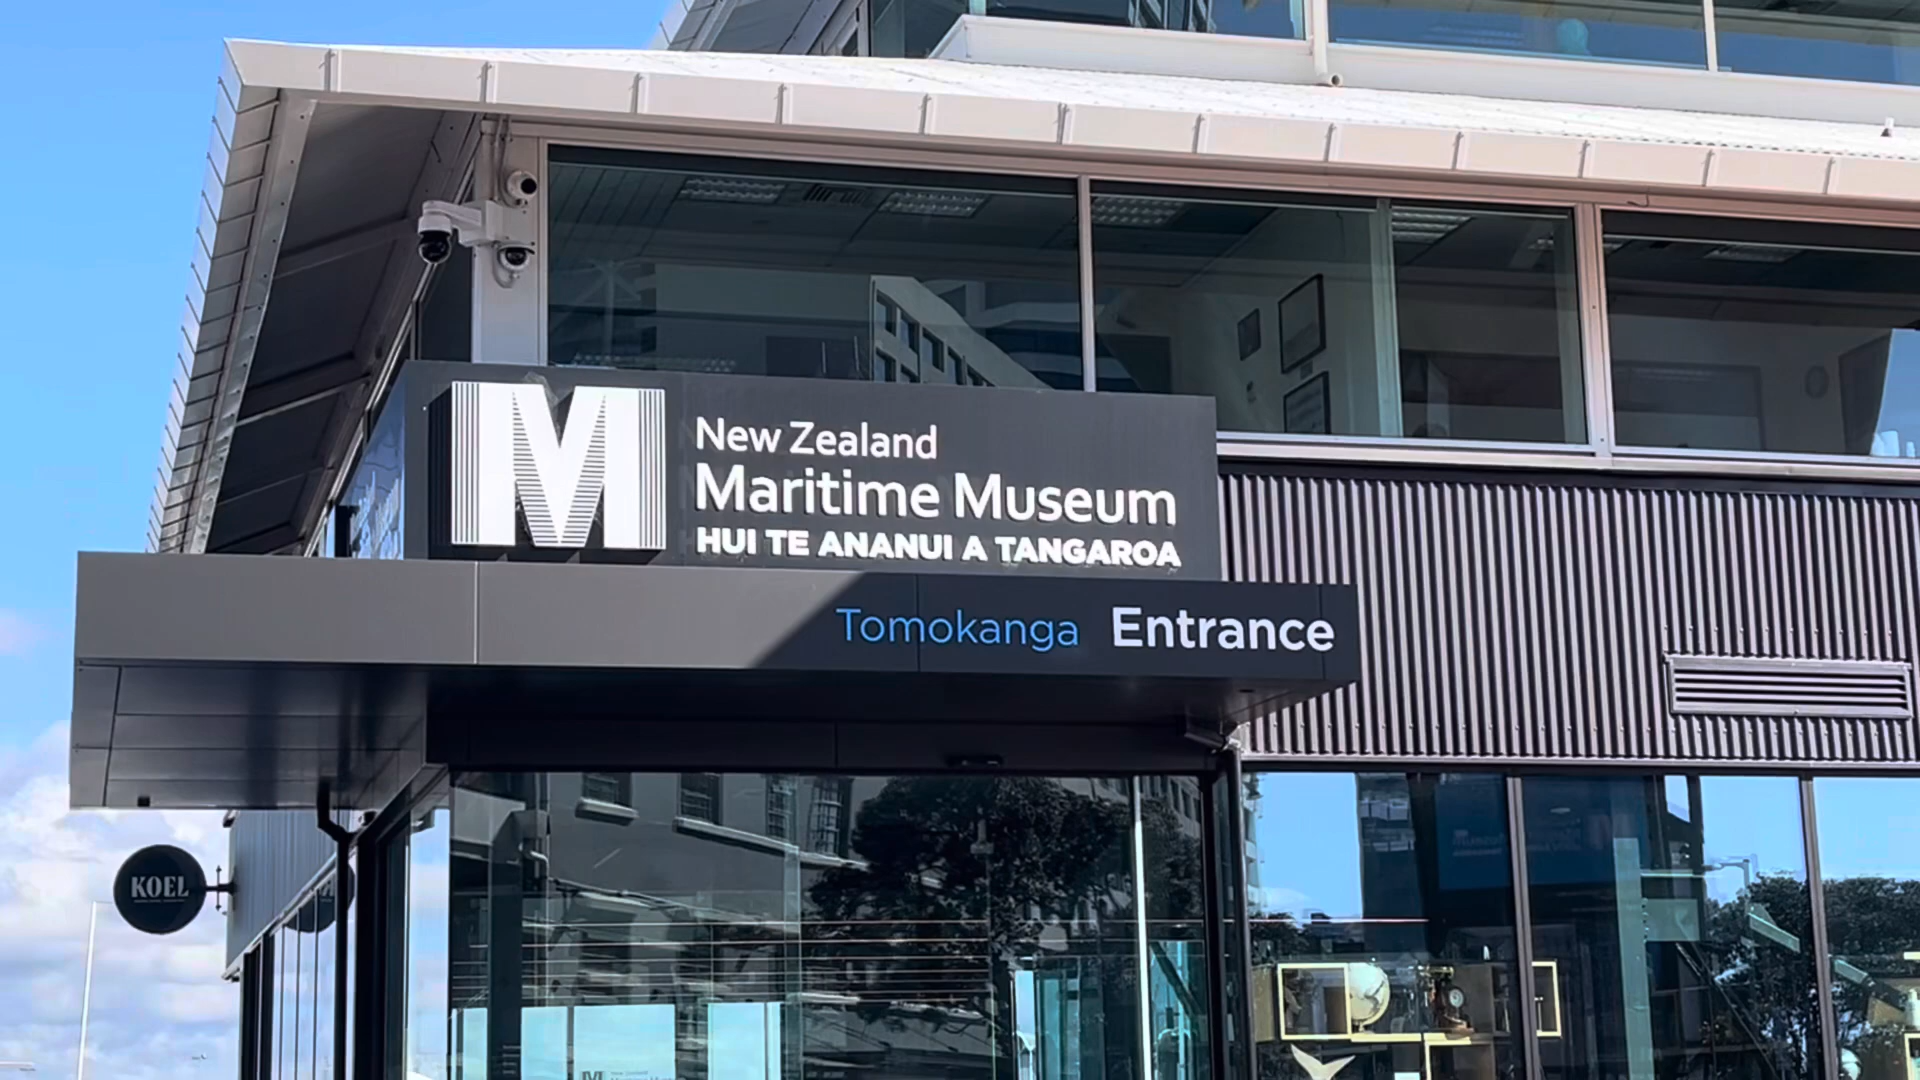 M
New Zealand
Maritime Museum
HUI TE ANANUI A TANGAROA
Tomokanga Entrance
KOEL